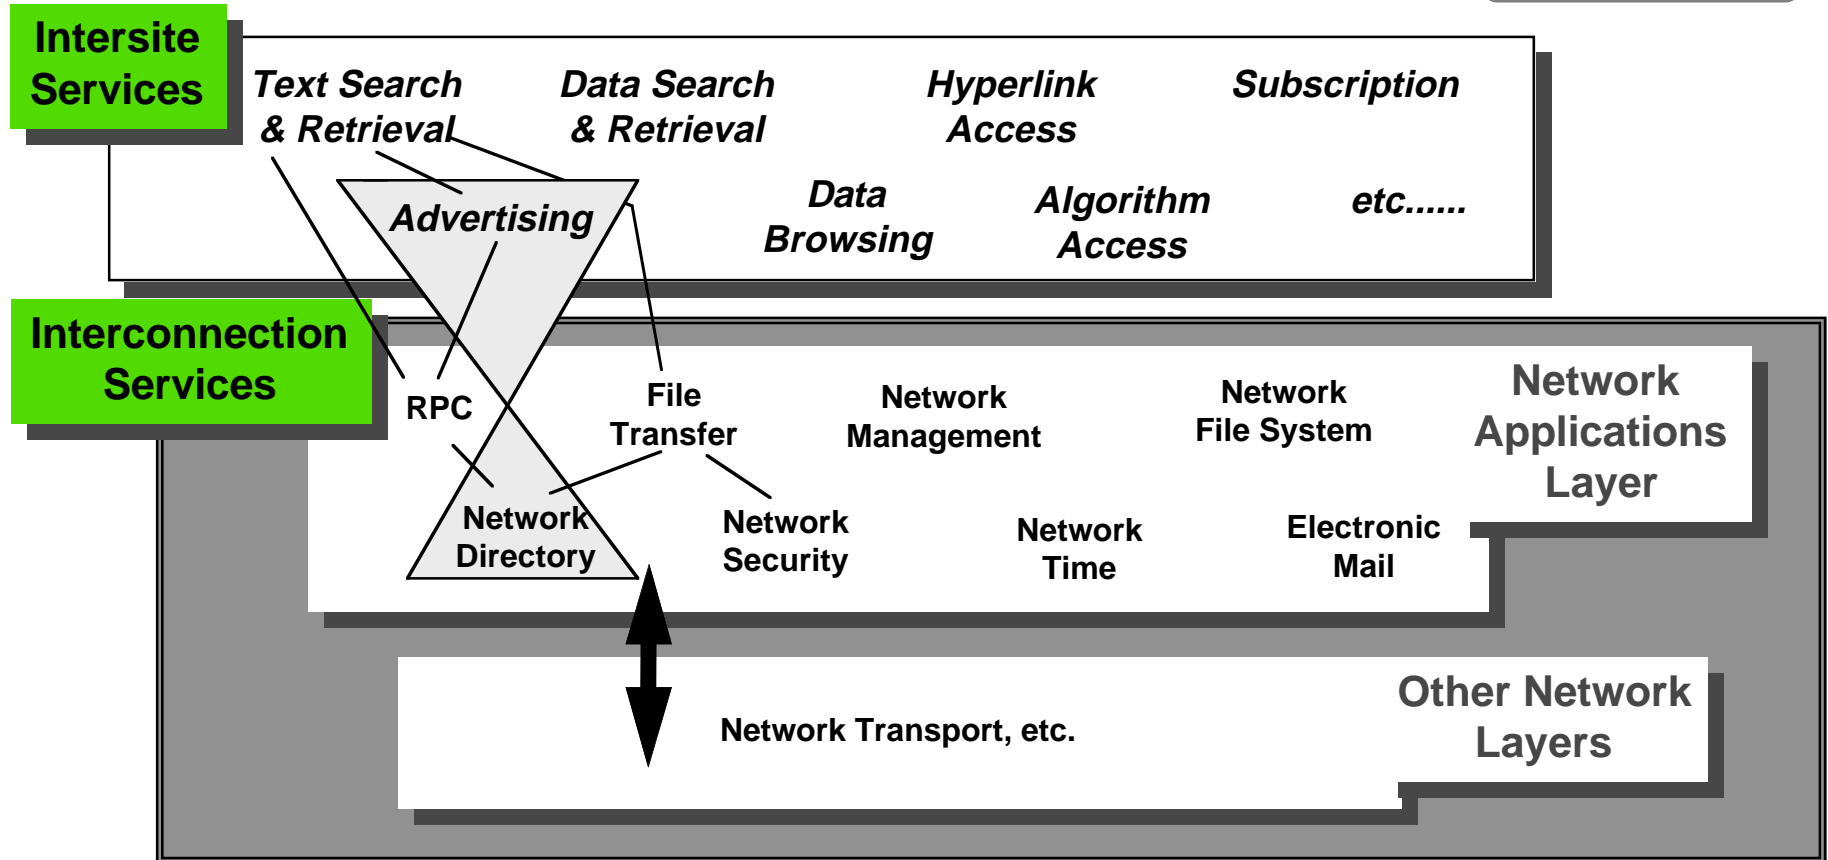 Intersite
Services
Text Search
& Retrieval
Data Search
& Retrieval
Hyperlink
Access
Subscription
Advertising
Data
Browsing
Algorithm
Access
etc......
Interconnection
Services
RPC
File
Transfer
Network
Management
Network
File System
Network
Applications
Layer
Network
Directory
Network
Security
Network
Time
Electronic
Mail
Network Transport, etc.
Other Network
Layers